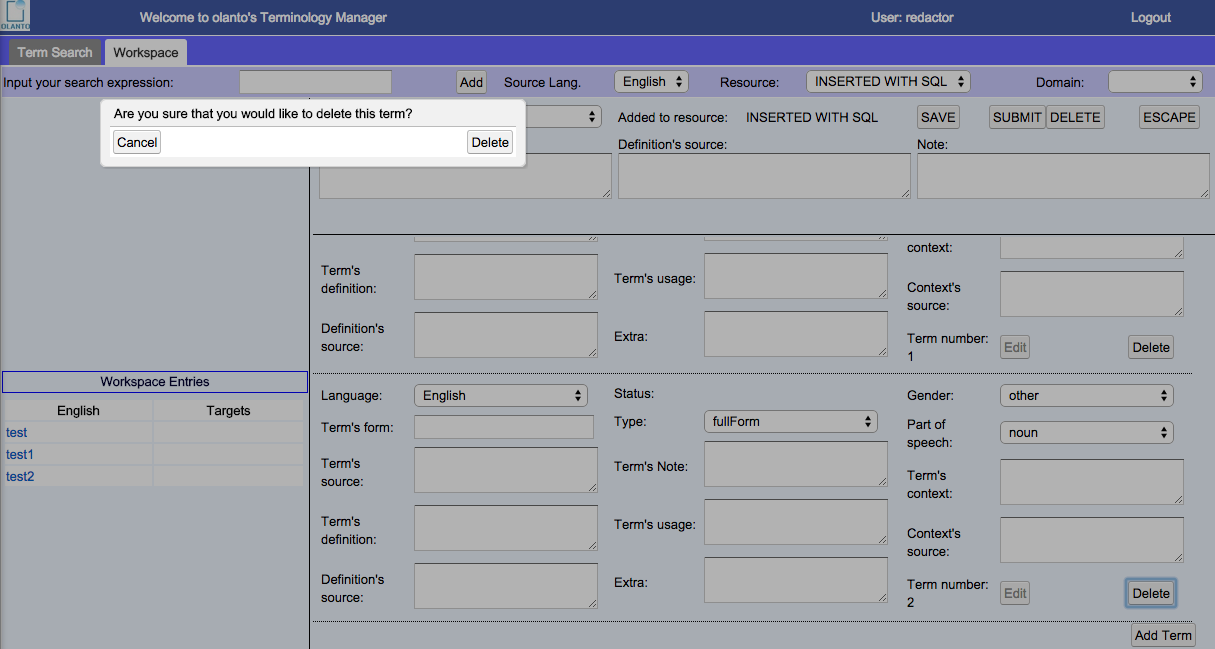 OLANTO
Welcome to olanto's Terminology Manager
User: redactor
Logout
Term Search
Workspace
Input your search expression:
Add
Source Lang.
English
Resource:
INSERTED WITH SQL
Domain:
Are you sure that you would like to delete this term?
Cancel
Delete
Added to resource:
INSERTED WITH SQL
SAVE
SUBMIT
DELETE
ESCAPE
Definition's source:
Note:
context:
Term's
definition:
Term's usage:
Context's
source:
Definition's
source:
Extra:
Term number:
1
Edit
Delete
Workspace Entries
English
Targets
test
test1
test2
Language:
English
Status:
Gender:
other
Term's form:
Type:
fullForm
Part of
speech:
noun
Term's
source:
Term's Note:
Term's
context:
Term's
definition:
Term's usage:
Context's
source:
Definition's
source:
Extra:
Term number:
2
Edit
Delete
Add Term